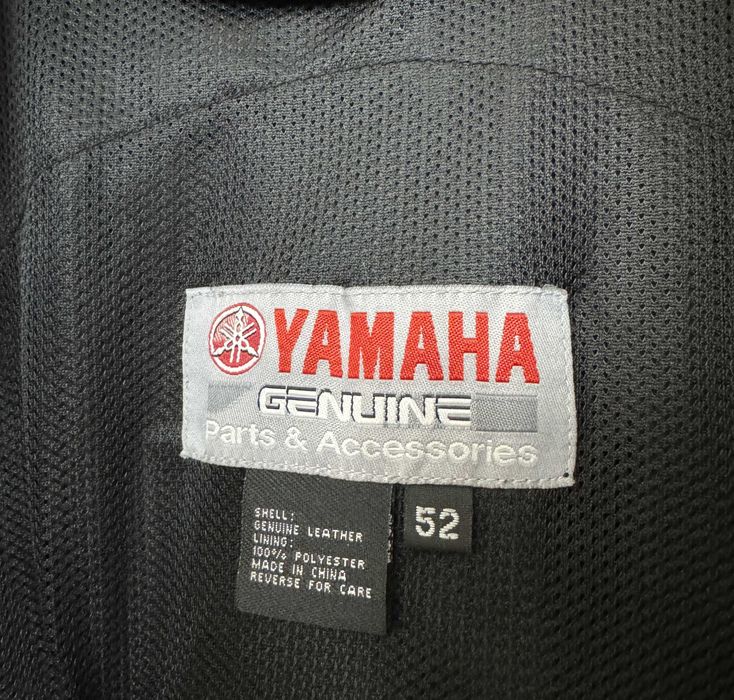 YAMAHA
GENUINE
Parts & Accessories
52
SHELL:
GENUINE LEATHER
LINING:
100% POLYESTER
MADE IN CHINA
REVERSE FOR CARE